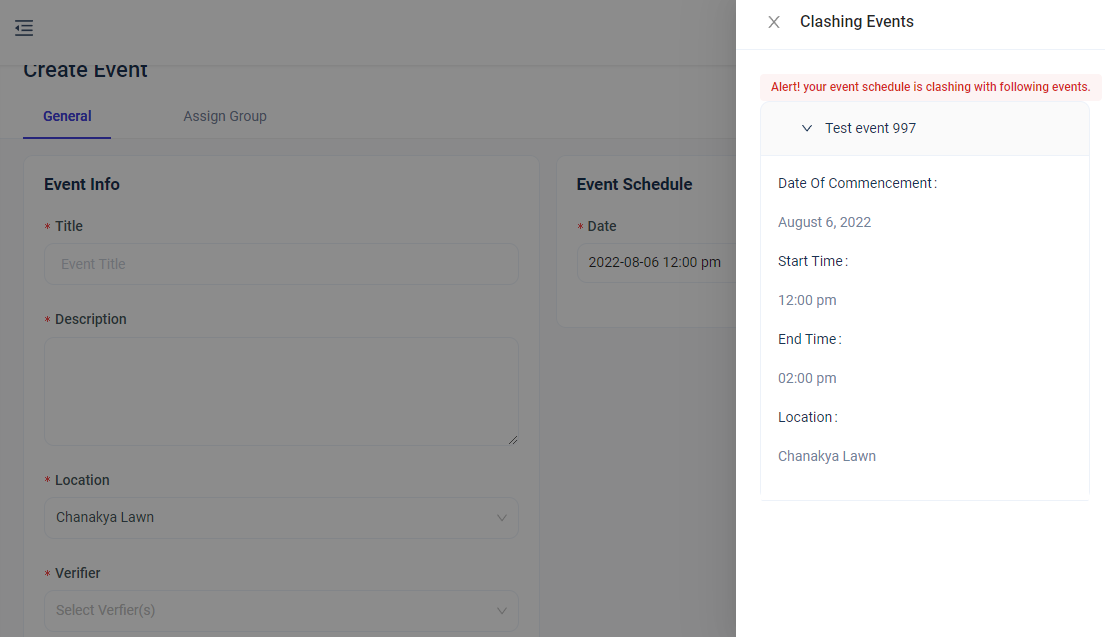 Create Event
General
Assign Group
Event Info
* Title
Event Title
* Description
* Location
Chanakya Lawn
* Verifier
Select Verfier(s)
Event Schedule
* Date
2022-08-06 12:00 pm
Clashing Events
Alert! your event schedule is clashing with following events.
Test event 997
Date Of Commencement :
August 6, 2022
Start Time :
12:00 pm
End Time :
02:00 pm
Location :
Chanakya Lawn